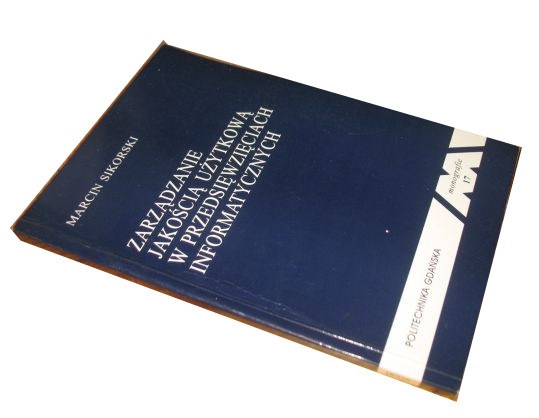 MARCIN SIKORSKI
ZARZĄDZANIE
JAKOŚCIĄ UŻYTKOWĄ
W PRZEDSIĘWZIĘCIACH
INFORMATYCZNYCH
monografie
17
POLITECHNIKA GDAŃSKA